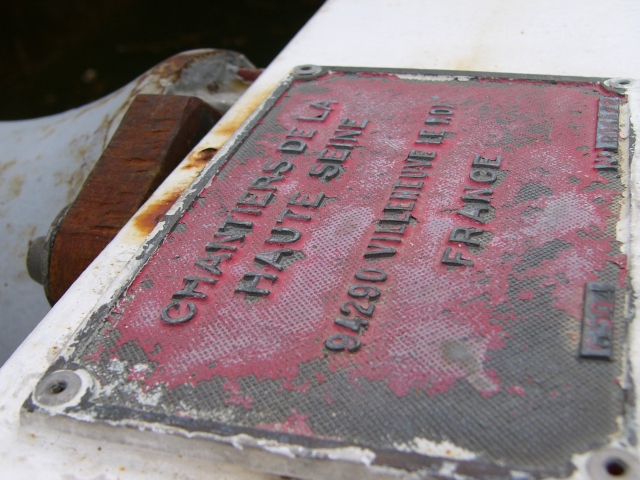 CHANTIERS DE LA
HAUTE SEINE
94290 VILLENEUVE LE ROI
FRANCE